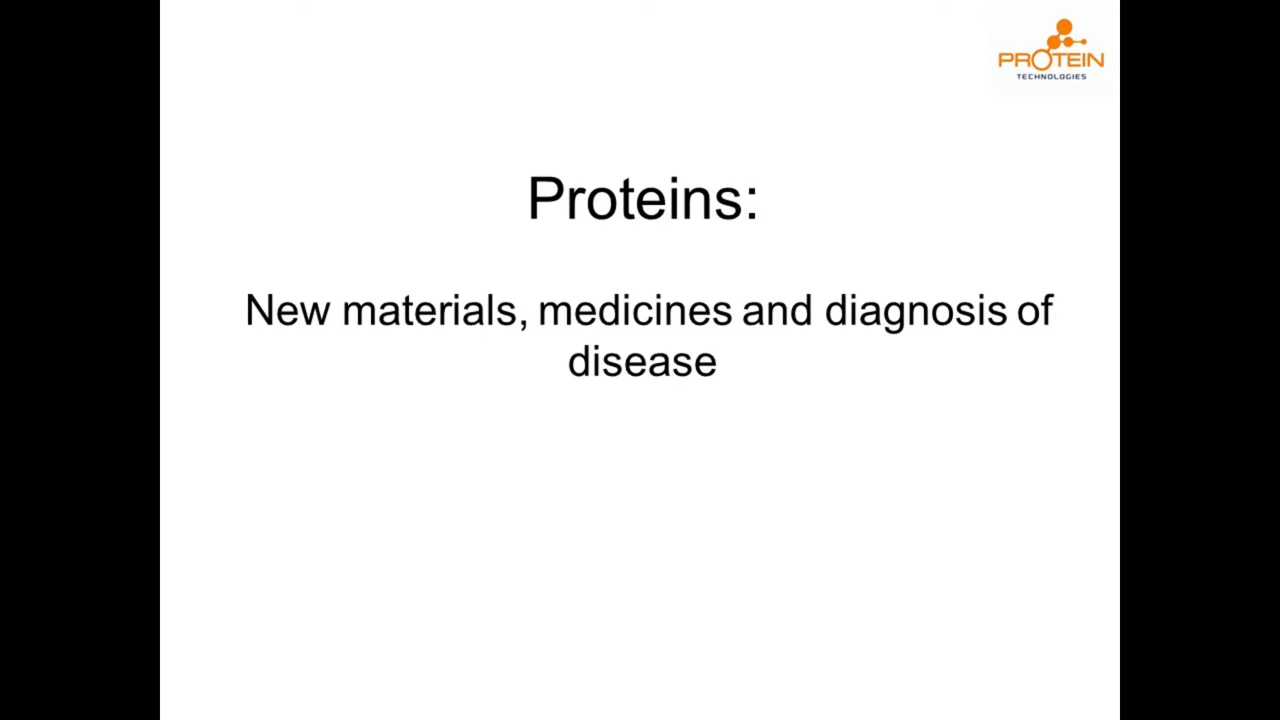 PROTEIN
TECHNOLOGIES
Proteins:
New materials, medicines and diagnosis of
disease